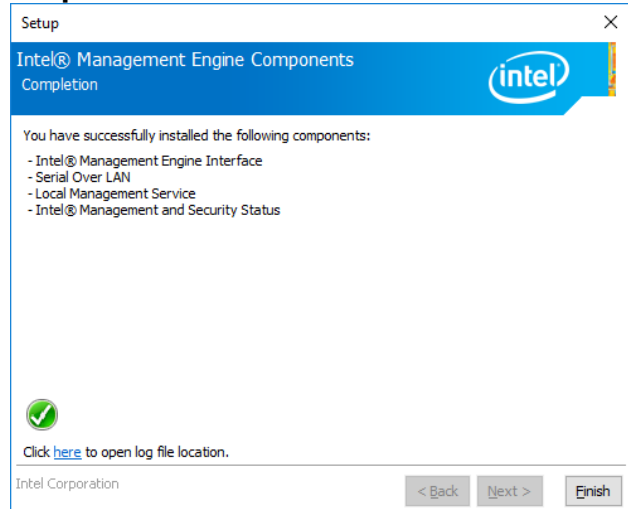 Setup
Intel® Management Engine Components
Completion
intel
You have successfully installed the following components:
- Intel® Management Engine Interface
- Serial Over LAN
- Local Management Service
- Intel® Management and Security Status
Click here to open log file location.
Intel Corporation
< Back Next > Finish